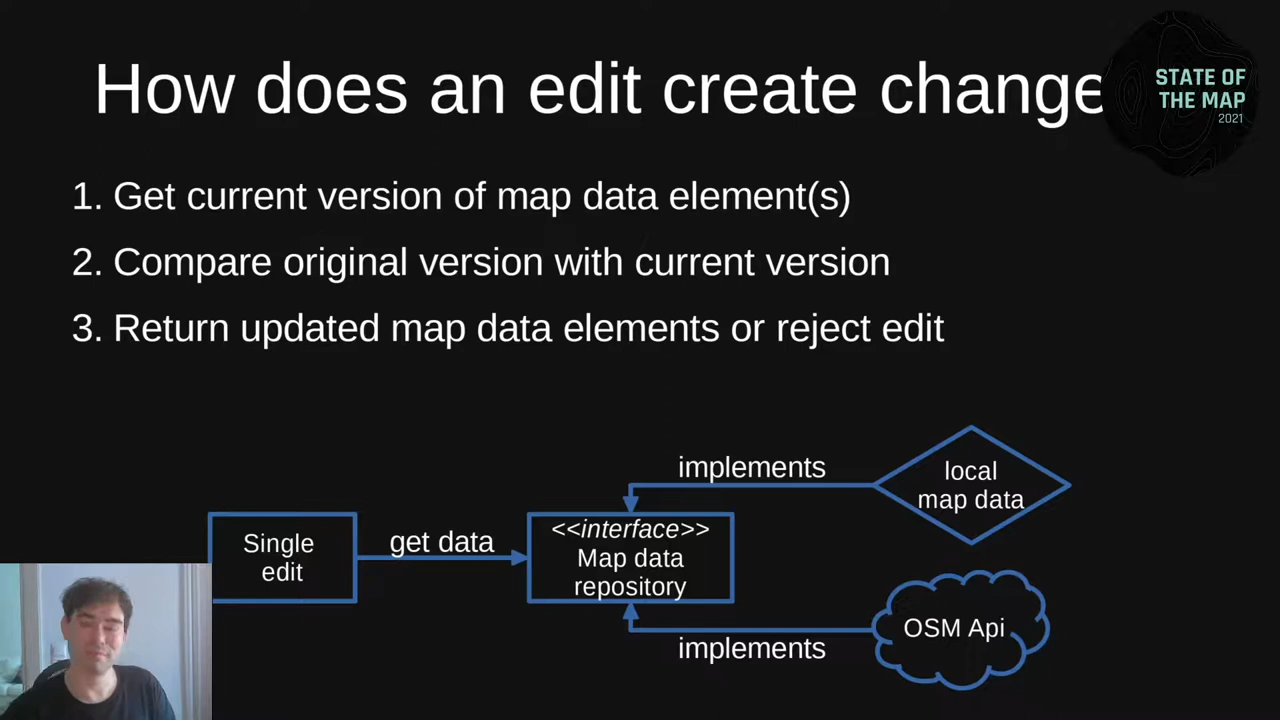 How does an edit create change
STATE OF
THE MAP
2021
1. Get current version of map data element(s)
2. Compare original version with current version
3. Return updated map data elements or reject edit
implements
local
map data
Single
edit
get data
<<interface>>
Map data
repository
OSM Api
implements